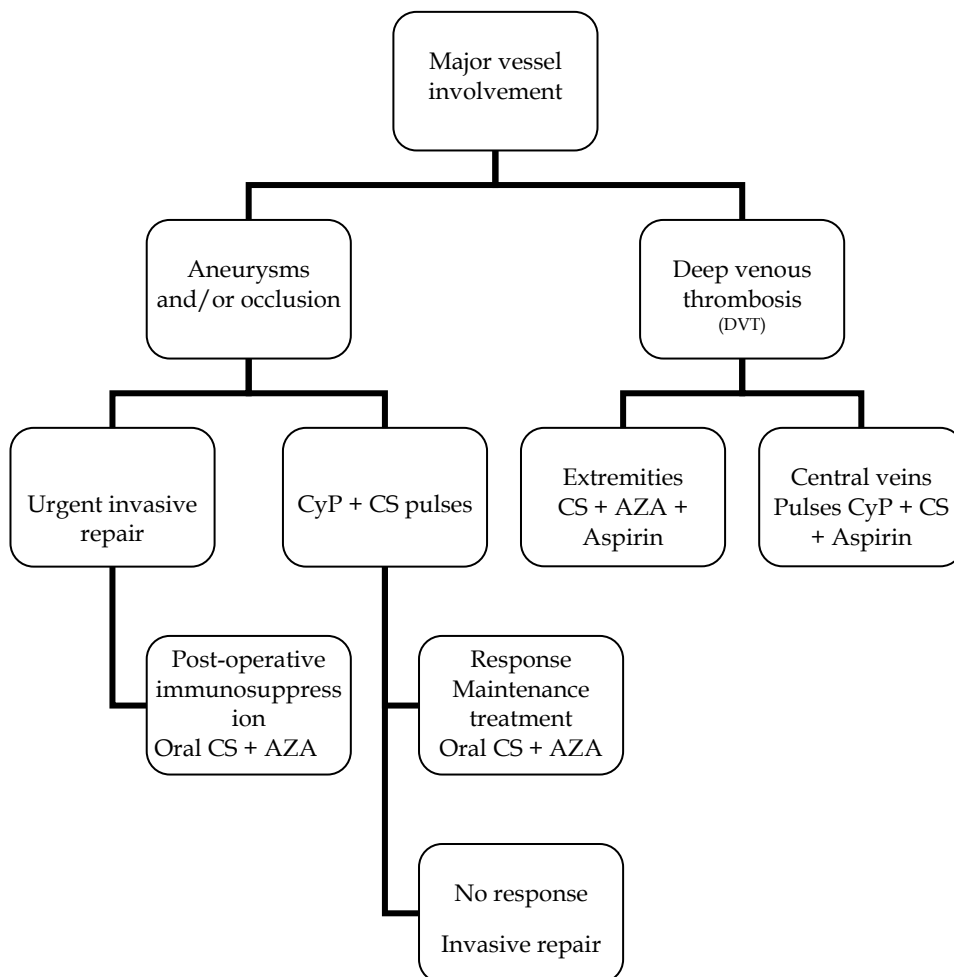 Major vessel
involvement
Aneurysms
and/or occlusion
Deep venous
thrombosis
(DVT)
Urgent invasive
repair
CyP + CS pulses
Extremities
CS + AZA +
Aspirin
Central veins
Pulses CyP + CS
+ Aspirin
Post-operative
immunosuppress
ion
Oral CS + AZA
Response
Maintenance
treatment
Oral CS + AZA
No response
Invasive repair